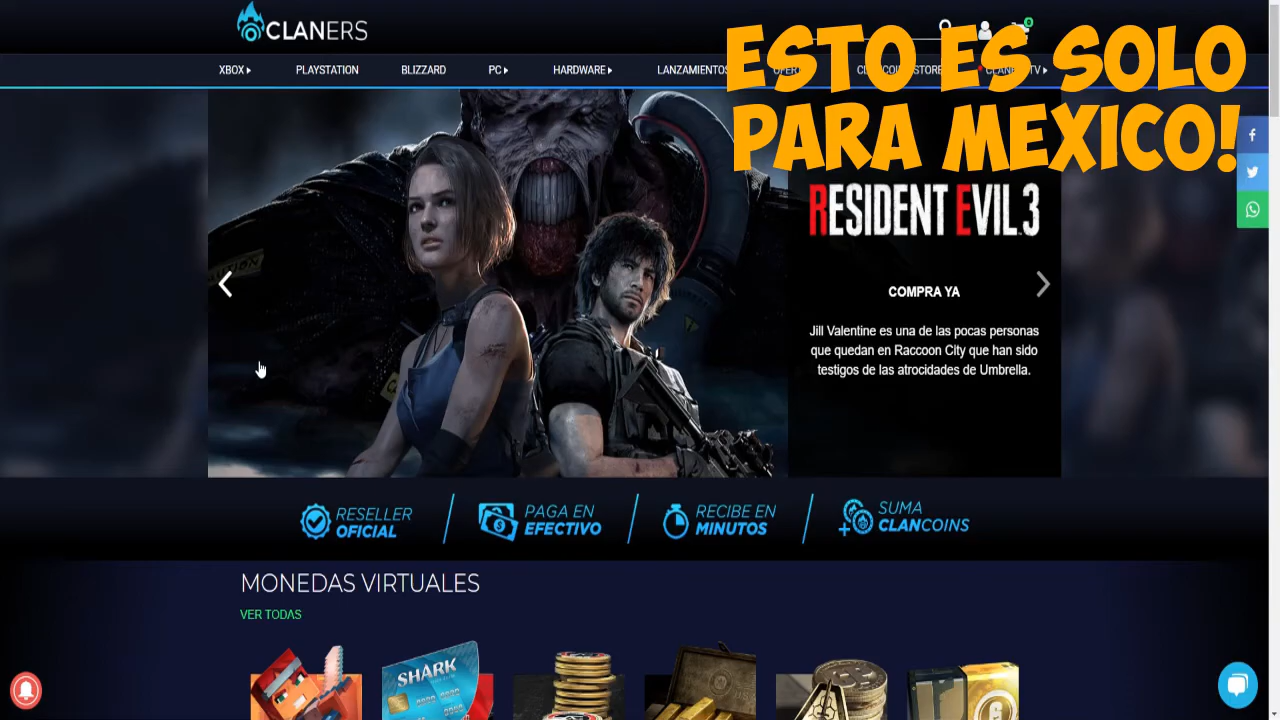 CLANERS
0
ESTO ES SOLO
PARA MEXICO!
XBOX
PLAYSTATION
BLIZZARD
PC
HARDWARE
LANZAMIENTOS
RESIDENT EVIL 3
COMPRA YA
Jill Valentine es una de las pocas personas
que quedan en Raccoon City que han sido
testigos de las atrocidades de Umbrella.
RESELLER
OFICIAL
PAGA EN
EFECTIVO
RECIBE EN
MINUTOS
SUMA
CLANCOINS
MONEDAS VIRTUALES
VER TODAS
SHARK